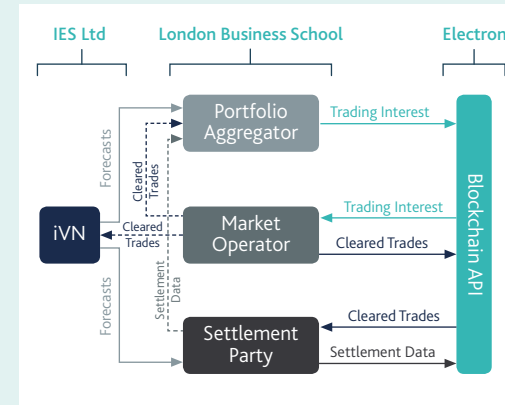 IES Ltd
London Business School
Electron
Portfolio
Aggregator
Trading Interest
Forecasts
Cleared
Trades
iVN
Cleared
Trades
Market
Operator
Trading Interest
Cleared Trades
Blockchain API
Settlement
Data
Forecasts
Settlement
Party
Cleared Trades
Settlement Data